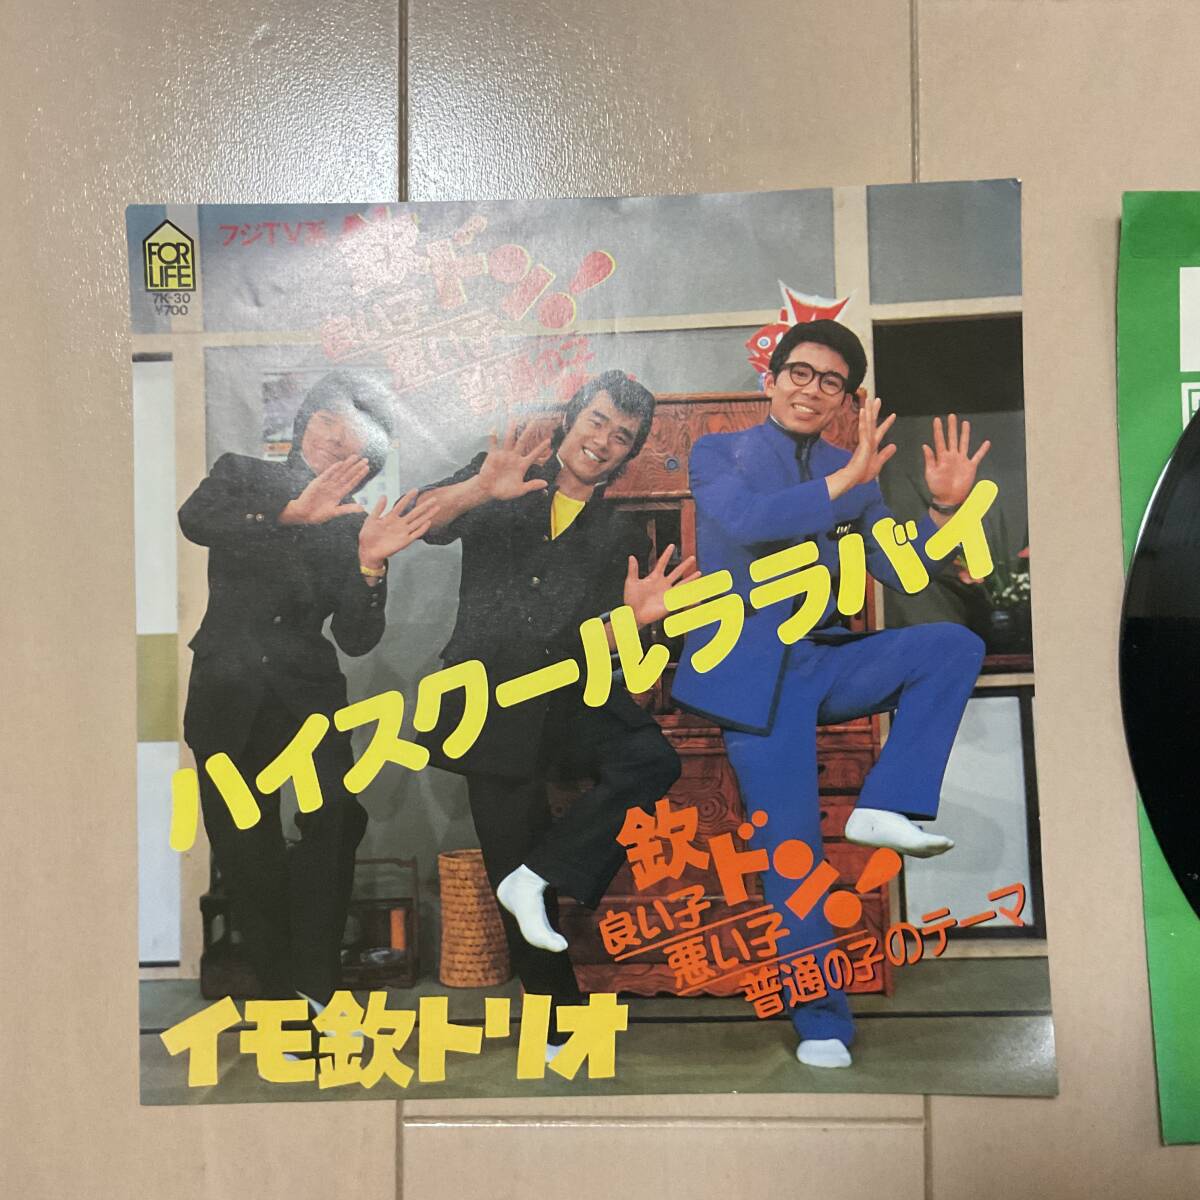 FOR
LIFE
7K-30
¥700
フジTV系
欽ドン!
良い子
悪い子
普通の子
ハイスクールララバイ
欽ドン!
良い子
悪い子
普通の子のテーマ
イモ欽トリオ